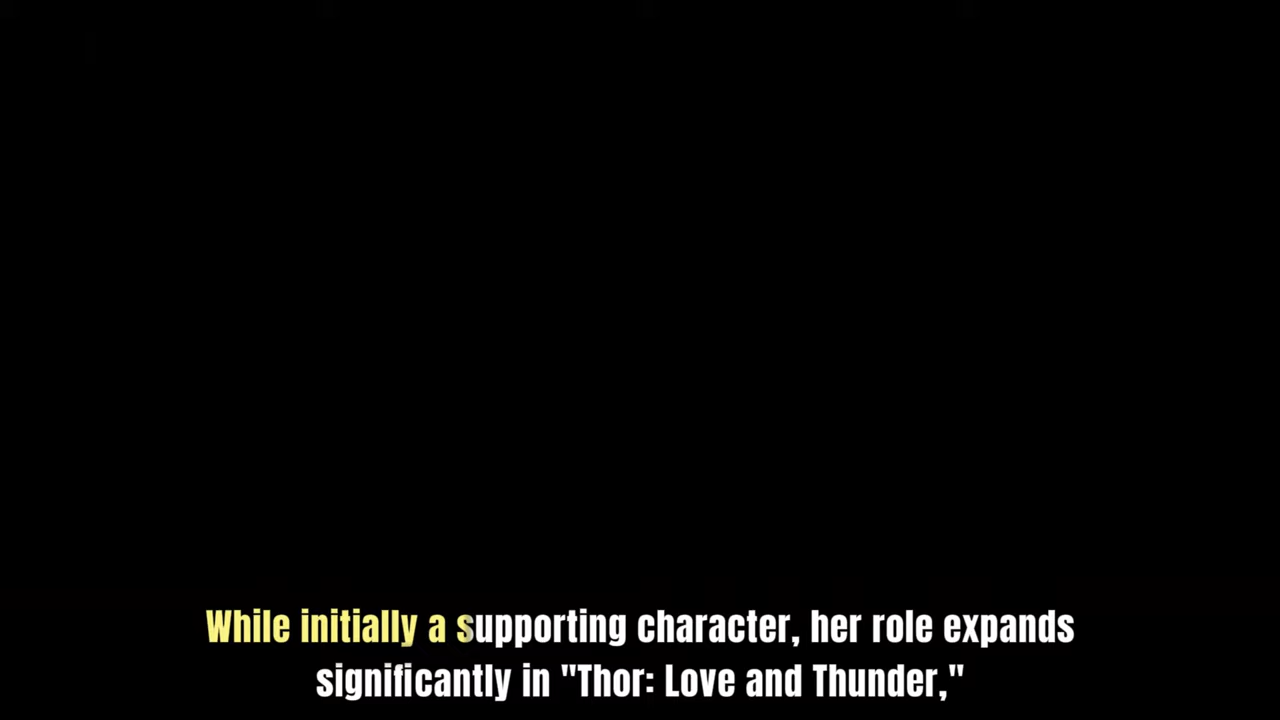 While initially a supporting character, her role expands
significantly in "Thor: Love and Thunder,"